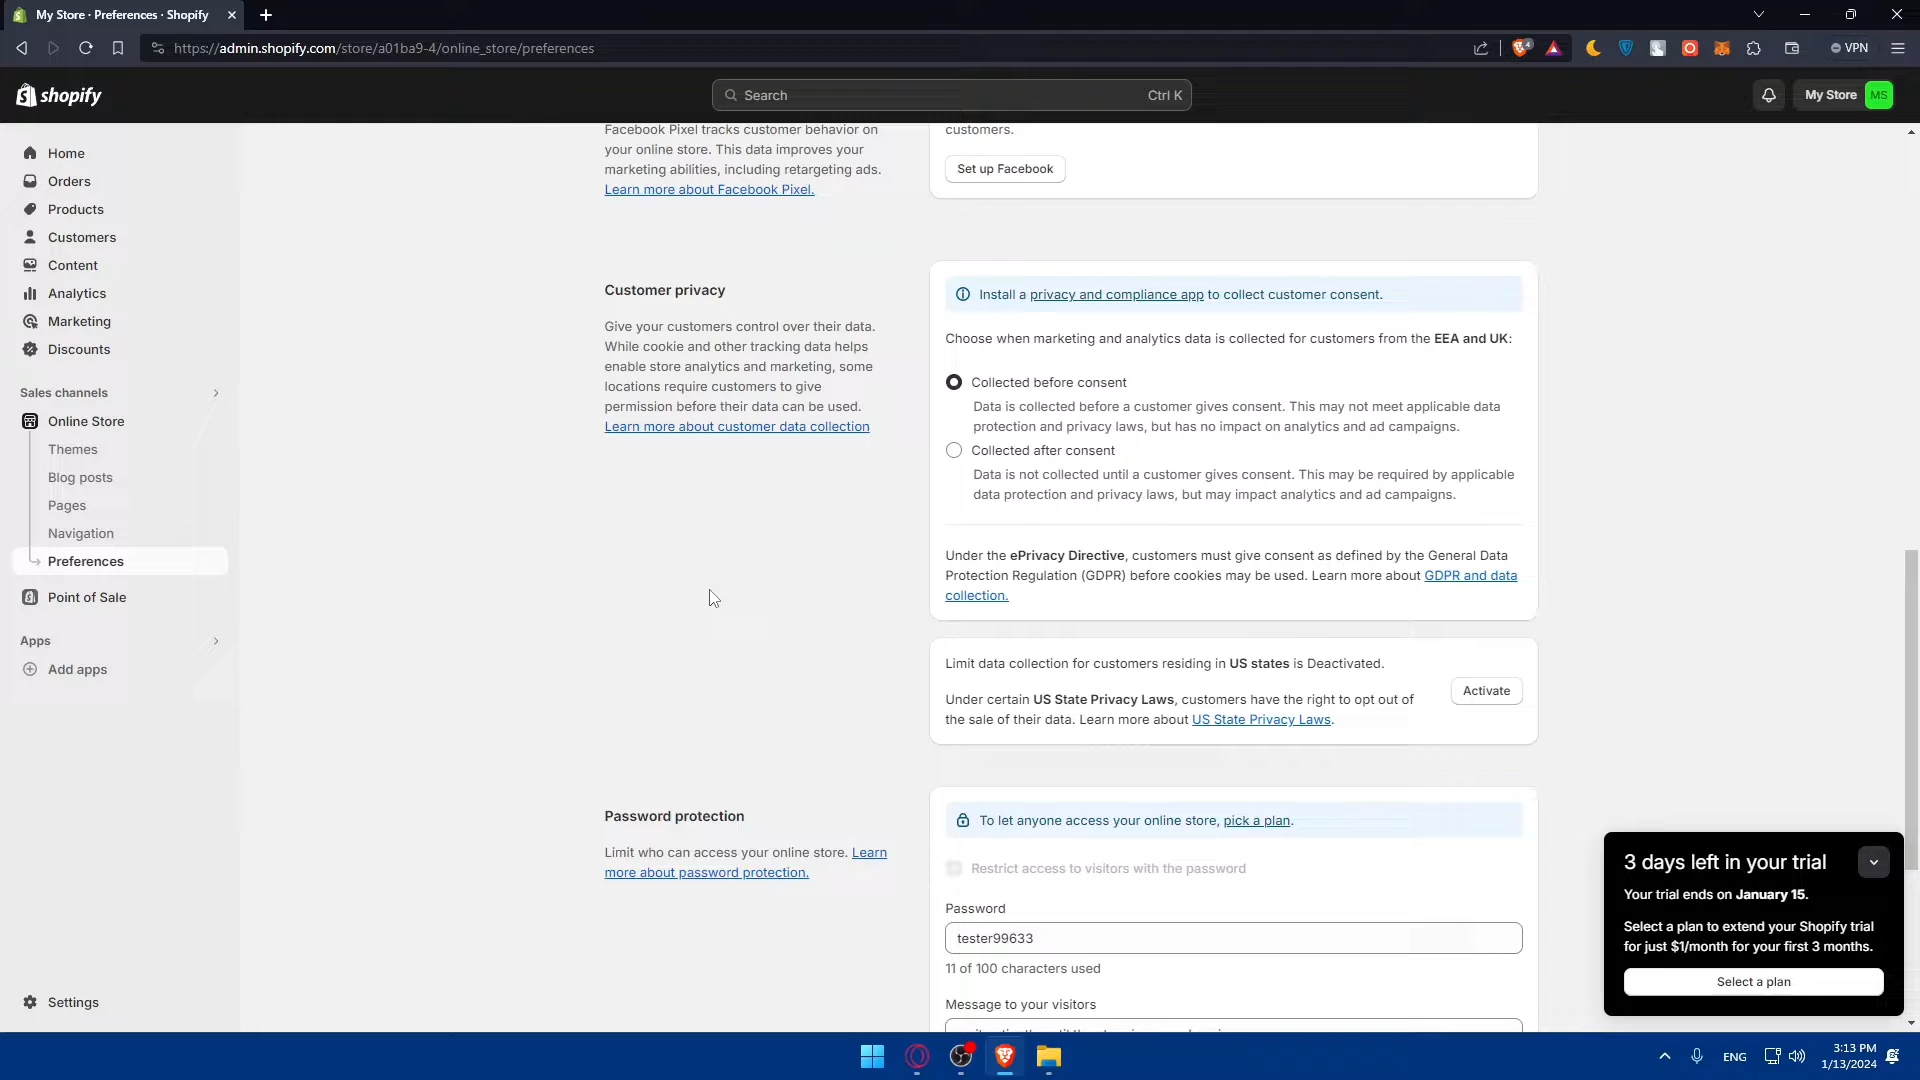 My Store · Preferences · Shopify
https://admin.shopify.com/store/a01ba9-4/online_store/preferences
4
VPN
shopify
Search
Ctrl K
My Store
MS
Home
Orders
Products
Customers
Content
Analytics
Marketing
Discounts
Sales channels
Online Store
Themes
Blog posts
Pages
Navigation
Preferences
Point of Sale
Apps
Add apps
Settings
Facebook Pixel tracks customer behavior on
your online store. This data improves your
marketing abilities, including retargeting ads.
Learn more about Facebook Pixel.
customers.
Set up Facebook
Customer privacy
Give your customers control over their data.
While cookie and other tracking data helps
enable store analytics and marketing, some
locations require customers to give
permission before their data can be used.
Learn more about customer data collection
Install a privacy and compliance app to collect customer consent.
Choose when marketing and analytics data is collected for customers from the EEA and UK:
Collected before consent
Data is collected before a customer gives consent. This may not meet applicable data
protection and privacy laws, but has no impact on analytics and ad campaigns.
Collected after consent
Data is not collected until a customer gives consent. This may be required by applicable
data protection and privacy laws, but may impact analytics and ad campaigns.
Under the ePrivacy Directive, customers must give consent as defined by the General Data
Protection Regulation (GDPR) before cookies may be used. Learn more about GDPR and data
collection.
Limit data collection for customers residing in US states is Deactivated.
Under certain US State Privacy Laws, customers have the right to opt out of
the sale of their data. Learn more about US State Privacy Laws.
Activate
Password protection
Limit who can access your online store. Learn
more about password protection.
To let anyone access your online store, pick a plan.
Restrict access to visitors with the password
Password
tester99633
11 of 100 characters used
Message to your visitors
3 days left in your trial
Your trial ends on January 15.
Select a plan to extend your Shopify trial
for just $1/month for your first 3 months.
Select a plan
ENG
3:13 PM
1/13/2024